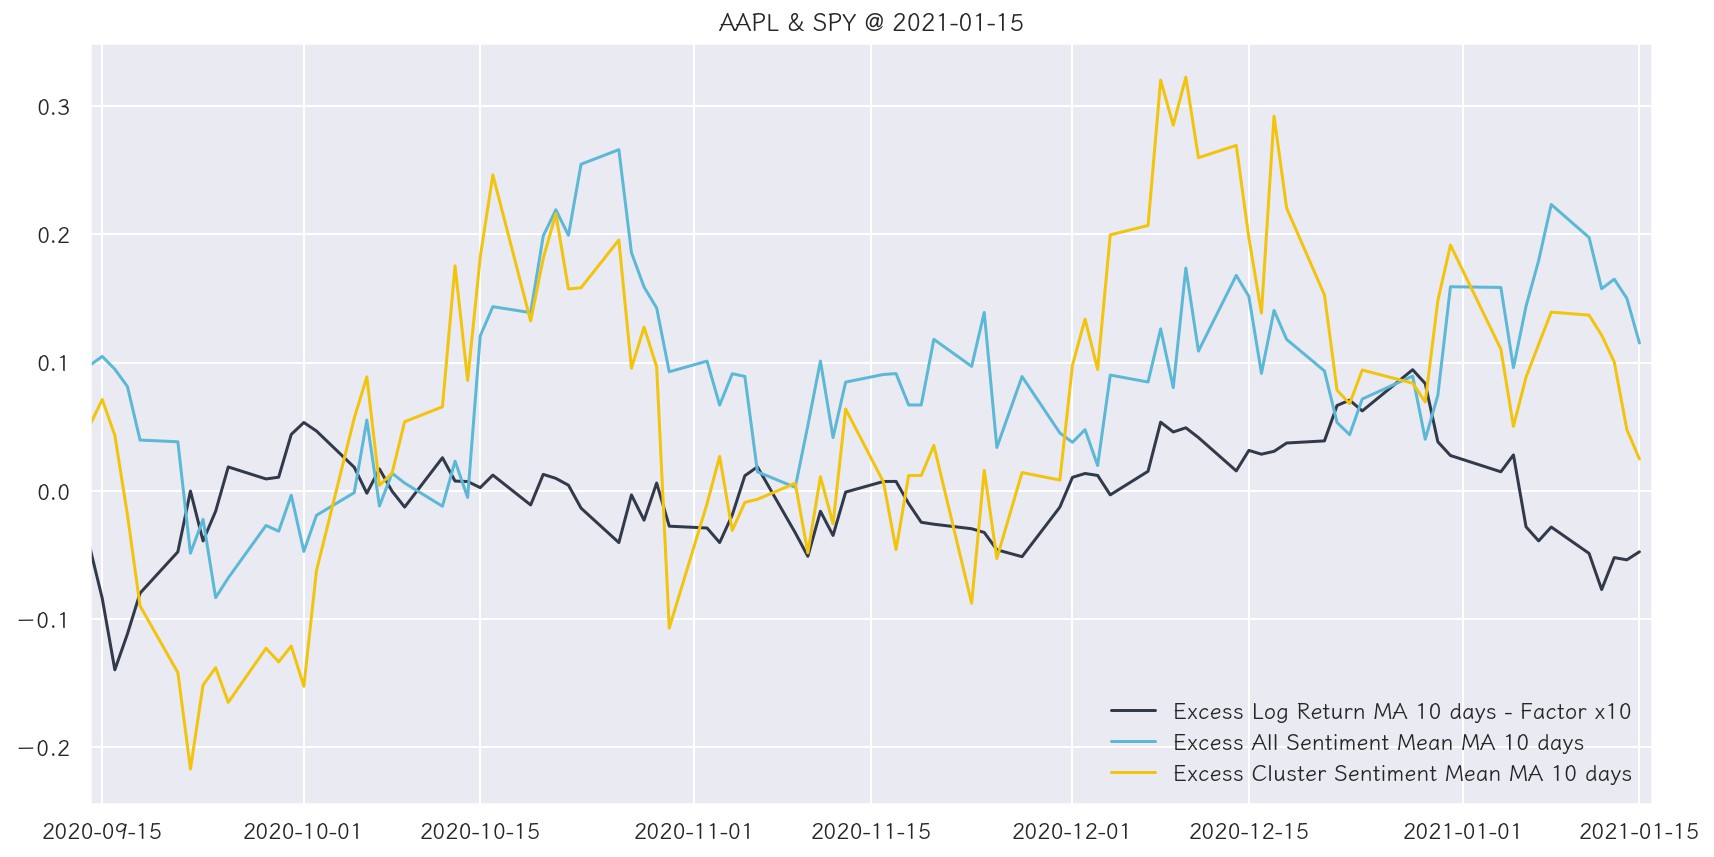 AAPL & SPY @ 2021-01-15
0.3
0.2
0.1
0.0
−0.1
−0.2
Excess Log Return MA 10 days - Factor x10
Excess All Sentiment Mean MA 10 days
Excess Cluster Sentiment Mean MA 10 days
2020-09-15 2020-10-01 2020-10-15 2020-11-01 2020-11-15 2020-12-01 2020-12-15 2021-01-01 2021-01-15